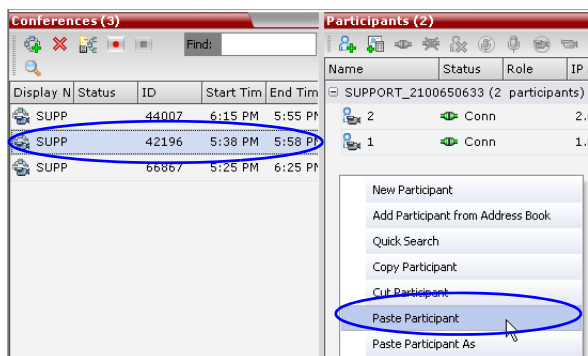 Conferences (3)
Find:
Display N Status ID Start Tim End Tim
SUPP 44007 6:15 PM 5:55 PM
SUPP 42196 5:38 PM 5:58 PM
SUPP 66867 5:25 PM 6:25 PM
Participants (2)
Name Status Role IP
SUPPORT_2100650633 (2 participants)
2 Conn 2.
1 Conn 1.
New Participant
Add Participant from Address Book
Quick Search
Copy Participant
Cut Participant
Paste Participant
Paste Participant As